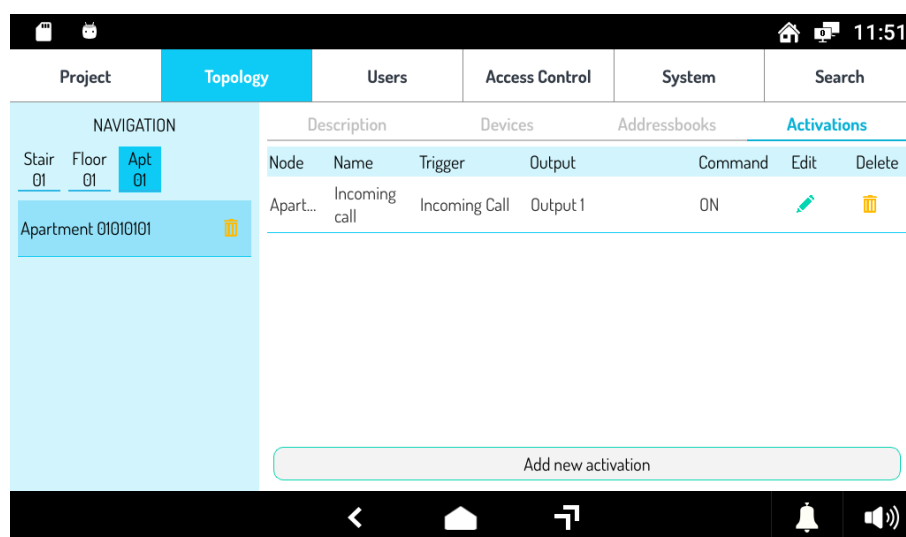 11:51
Project Topology Users Access Control System Search
NAVIGATION
Description Devices Addressbooks Activations
Stair Floor Apt
01 01 01
Node Name Trigger Output Command Edit Delete
Apart... Incoming call Incoming Call Output 1 ON
Apartment 01010101
Add new activation